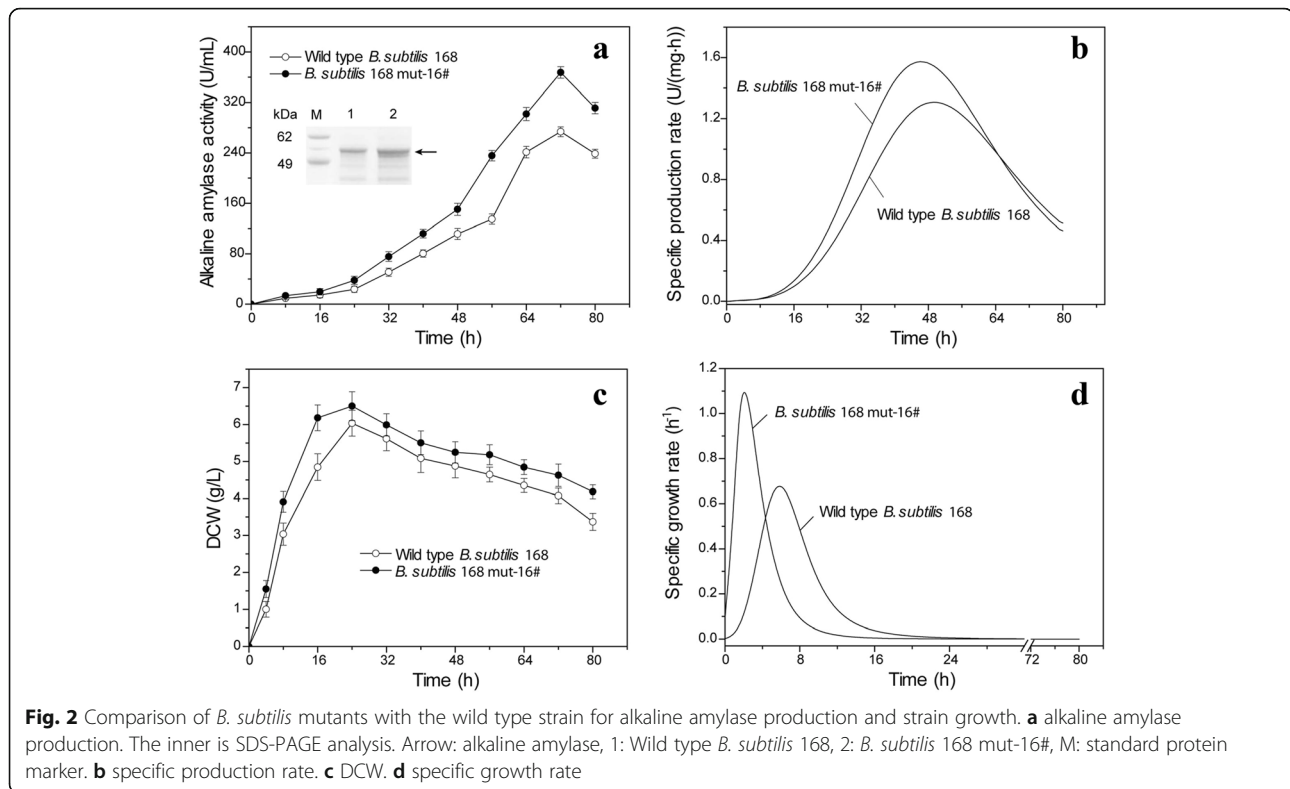 a
Wild type B. subtilis 168
B. subtilis 168 mut-16#
kDa M 1 2
62
49
Alkaline amylase activity (U/mL)
400
320
240
160
80
0
0 16 32 48 64 80
Time (h)
b
B. subtilis 168 mut-16#
Wild type B. subtilis 168
Specific production rate (U/(mg·h))
1.6
1.2
0.8
0.4
0.0
0 16 32 48 64 80
Time (h)
c
Wild type B. subtilis 168
B. subtilis 168 mut-16#
DCW (g/L)
7
6
5
4
3
2
1
0
0 16 32 48 64 80
Time (h)
d
B. subtilis 168 mut-16#
Wild type B. subtilis 168
Specific growth rate (h-1)
1.2
1.0
0.8
0.6
0.4
0.2
0.0
0 8 16 24 72 80
Time (h)
Fig. 2 Comparison of B. subtilis mutants with the wild type strain for alkaline amylase production and strain growth. a alkaline amylase
production. The inner is SDS-PAGE analysis. Arrow: alkaline amylase, 1: Wild type B. subtilis 168, 2: B. subtilis 168 mut-16#, M: standard protein
marker. b specific production rate. c DCW. d specific growth rate